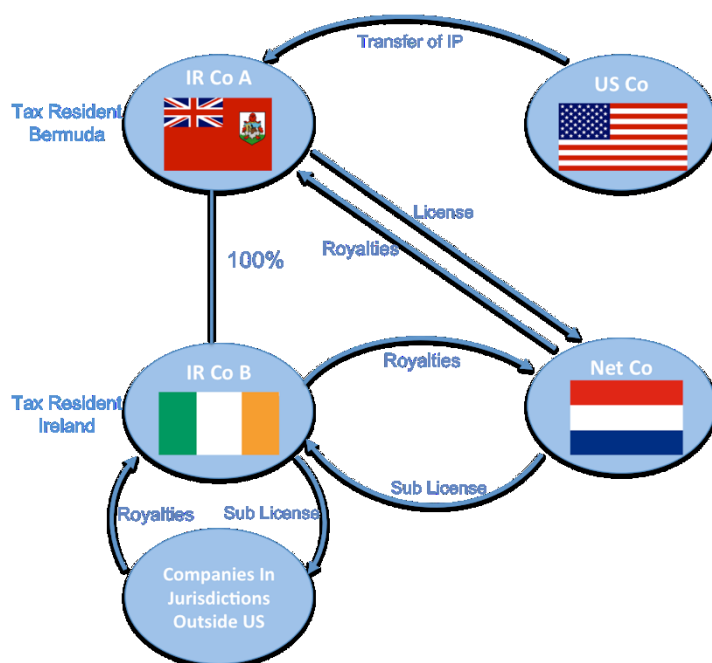 Transfer of IP
IR Co A
US Co
Tax Resident
Bermuda
License
Royalties
100%
IR Co B
Royalties
Net Co
Tax Resident
Ireland
Sub License
Royalties
Sub License
Companies In
Jurisdictions
Outside US